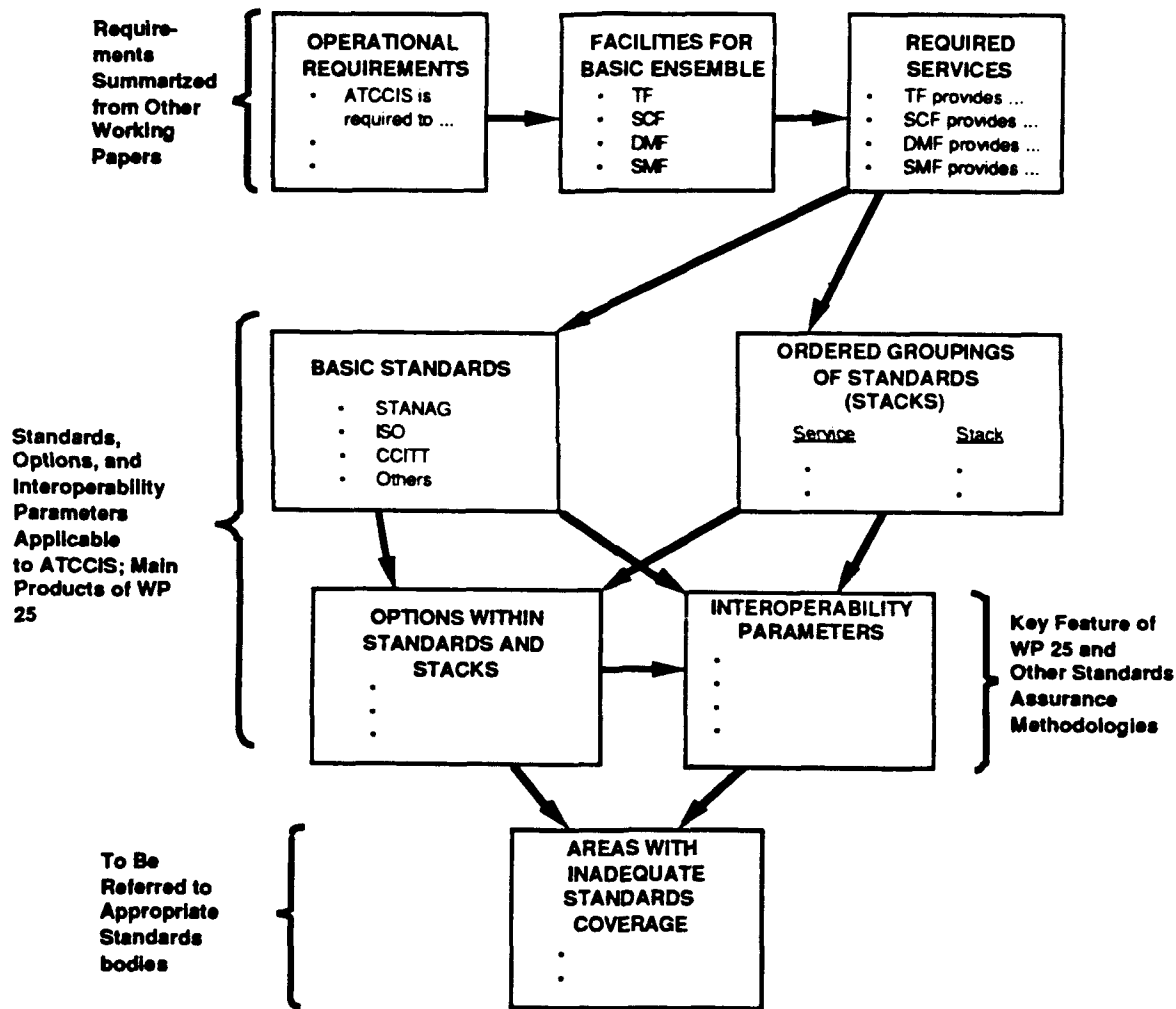 Require-
ments
Summarized
from Other
Working
Papers
OPERATIONAL
REQUIREMENTS
• ATCCIS is
required to ...
•
•
FACILITIES FOR
BASIC ENSEMBLE
• TF
• SCF
• DMF
• SMF
REQUIRED
SERVICES
• TF provides ...
• SCF provides ...
• DMF provides ...
• SMF provides ...
Standards,
Options, and
Interoperability
Parameters
Applicable
to ATCCIS; Main
Products of WP
25
BASIC STANDARDS
• STANAG
• ISO
• CCITT
• Others
ORDERED GROUPINGS
OF STANDARDS
(STACKS)
Service Stack
• •
• •
OPTIONS WITHIN
STANDARDS AND
STACKS
•
•
•
INTEROPERABILITY
PARAMETERS
•
•
•
•
Key Feature of
WP 25 and
Other Standards
Assurance
Methodologies
To Be
Referred to
Appropriate
Standards
bodies
AREAS WITH
INADEQUATE
STANDARDS
COVERAGE
•
•